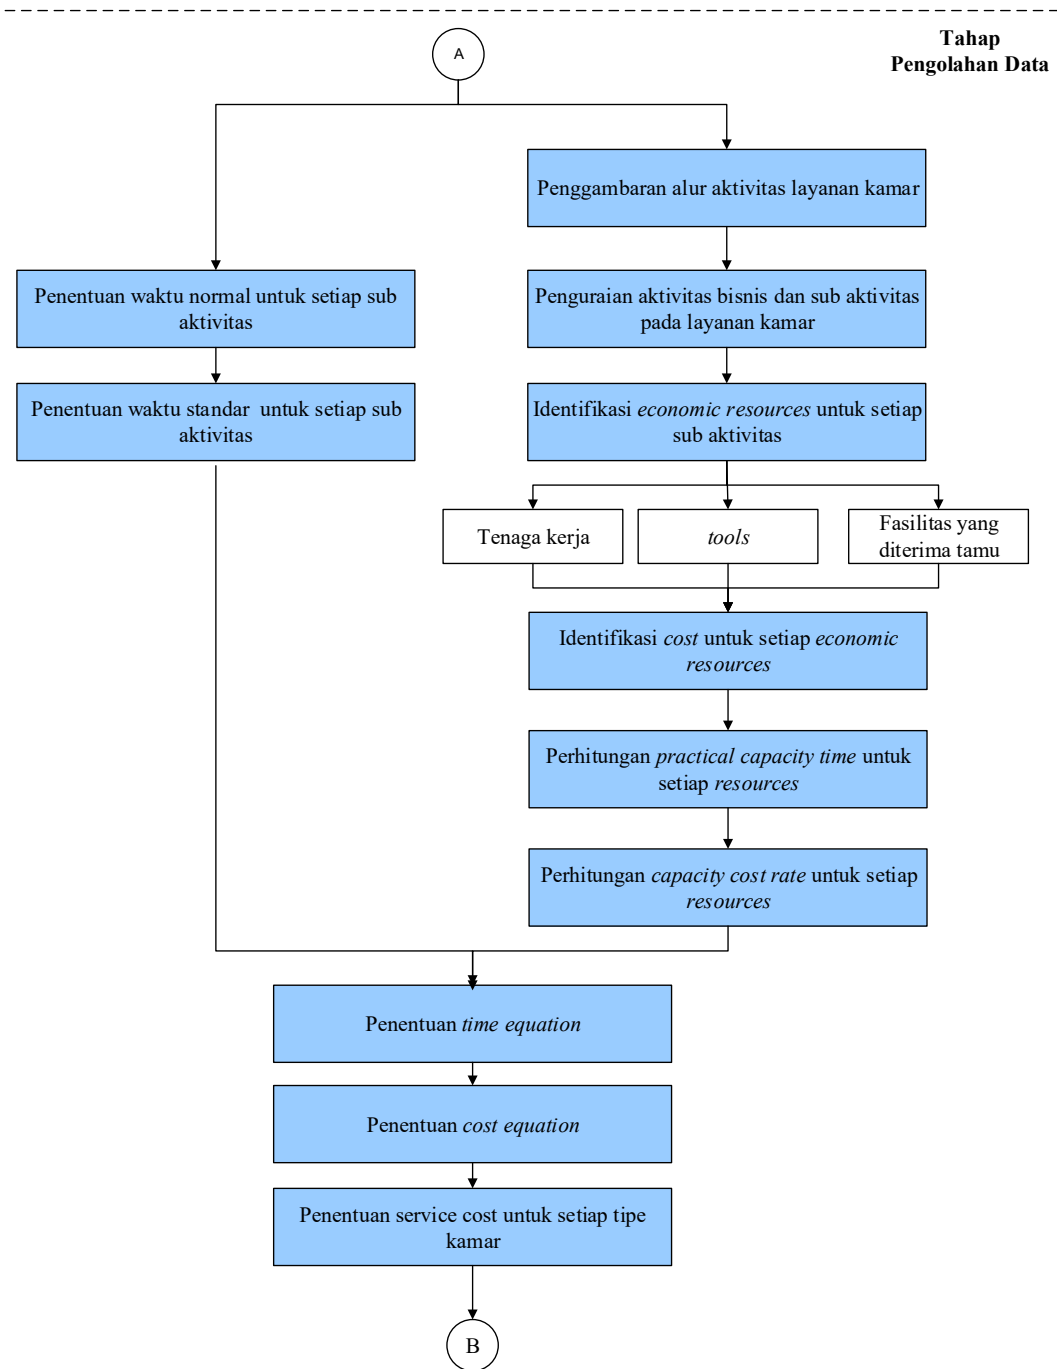 Tahap
Pengolahan Data
A
Penggambaran alur aktivitas layanan kamar
Penentuan waktu normal untuk setiap sub
aktivitas
Penguraian aktivitas bisnis dan sub aktivitas
pada layanan kamar
Penentuan waktu standar untuk setiap sub
aktivitas
Identifikasi economic resources untuk setiap
sub aktivitas
Tenaga kerja
tools
Fasilitas yang
diterima tamu
Identifikasi cost untuk setiap economic
resources
Perhitungan practical capacity time untuk
setiap resources
Perhitungan capacity cost rate untuk setiap
resources
Penentuan time equation
Penentuan cost equation
Penentuan service cost untuk setiap tipe
kamar
B